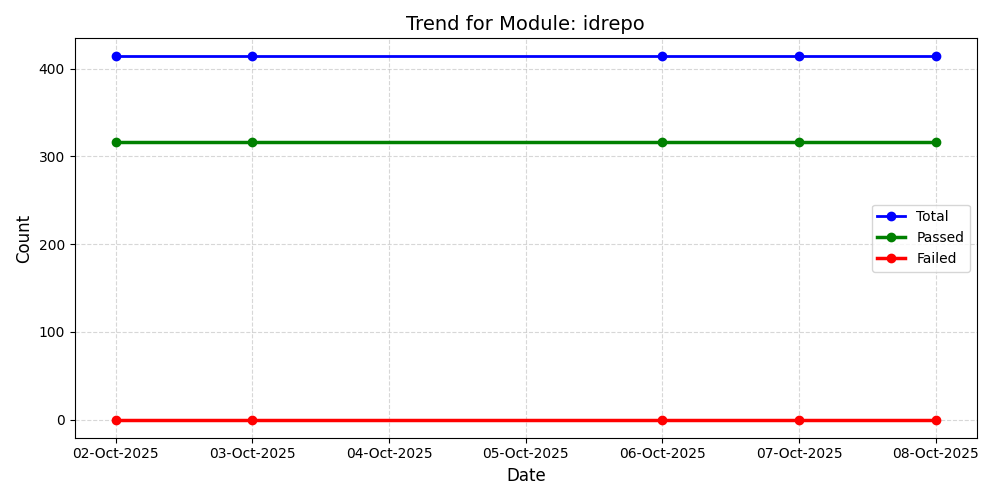 Trend for Module: idrepo
Count
400
300
200
100
0
Total
Passed
Failed
02-Oct-2025 03-Oct-2025 04-Oct-2025 05-Oct-2025 06-Oct-2025 07-Oct-2025 08-Oct-2025
Date